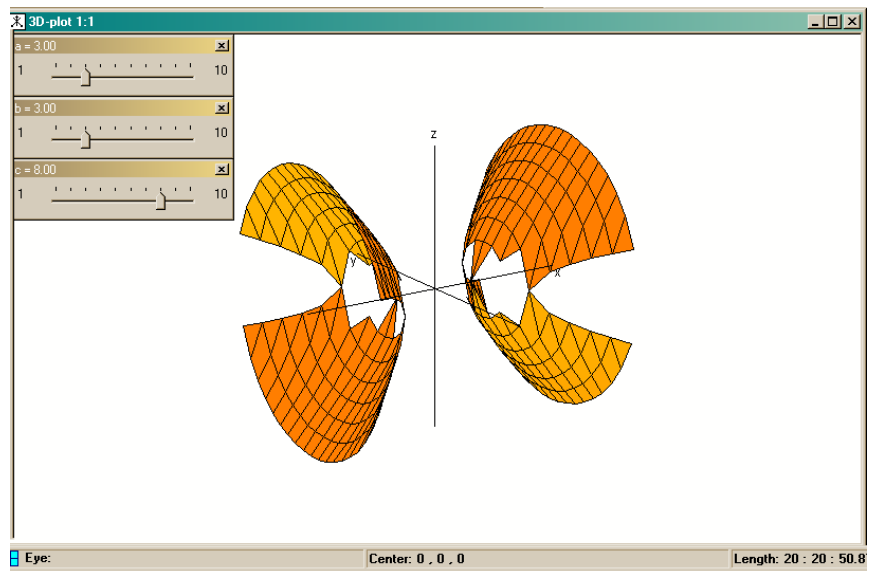 3D-plot 1:1
a = 3.00
1 10
b = 3.00
1 10
c = 8.00
1 10
z
y
x
Eye:
Center: 0 , 0 , 0
Length: 20 : 20 : 50.8